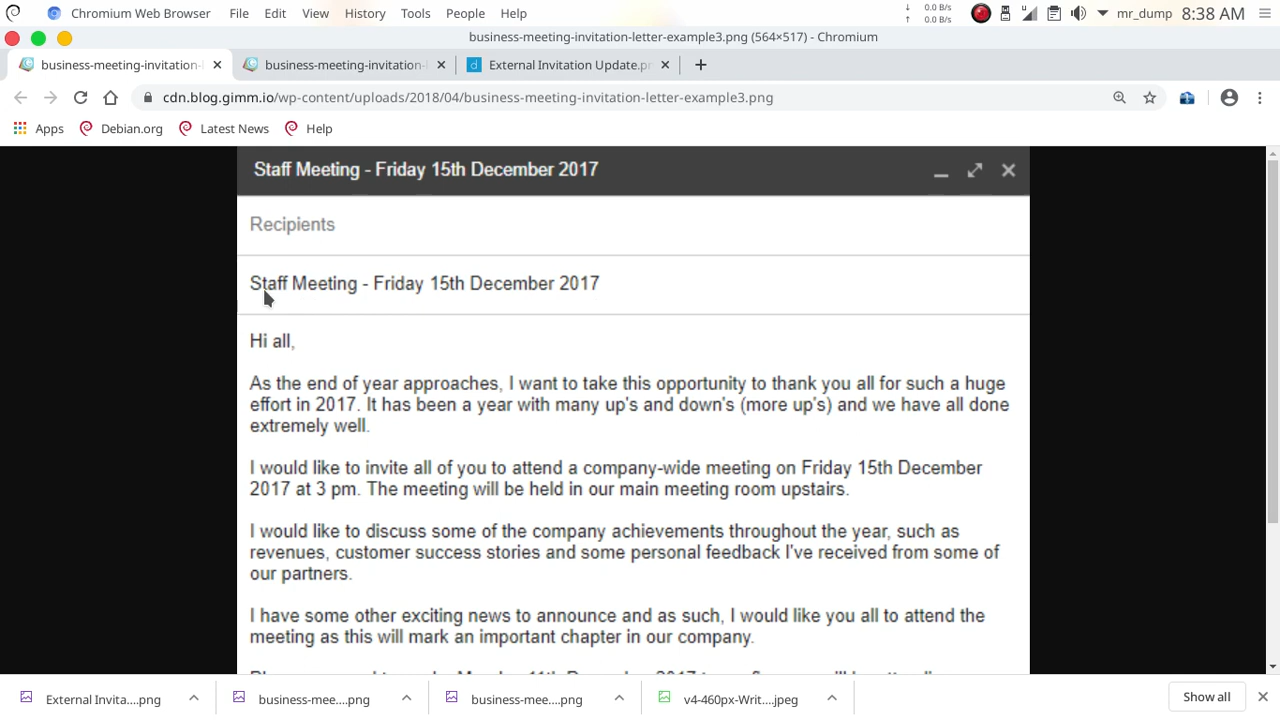 Chromium Web Browser File Edit View History Tools People Help 0.0 B/s 0.0 B/s mr_dump 8:38 AM
business-meeting-invitation-letter-example3.png (564×517) - Chromium
business-meeting-invitation- business-meeting-invitation- External Invitation Update.pn
cdn.blog.gimm.io/wp-content/uploads/2018/04/business-meeting-invitation-letter-example3.png
Apps Debian.org Latest News Help
Staff Meeting - Friday 15th December 2017
Recipients
Staff Meeting - Friday 15th December 2017
Hi all,
As the end of year approaches, I want to take this opportunity to thank you all for such a huge
effort in 2017. It has been a year with many up's and down's (more up's) and we have all done
extremely well.
I would like to invite all of you to attend a company-wide meeting on Friday 15th December
2017 at 3 pm. The meeting will be held in our main meeting room upstairs.
I would like to discuss some of the company achievements throughout the year, such as
revenues, customer success stories and some personal feedback I've received from some of
our partners.
I have some other exciting news to announce and as such, I would like you all to attend the
meeting as this will mark an important chapter in our company.
External Invita....png business-mee....png business-mee....png v4-460px-Writ....jpeg Show all